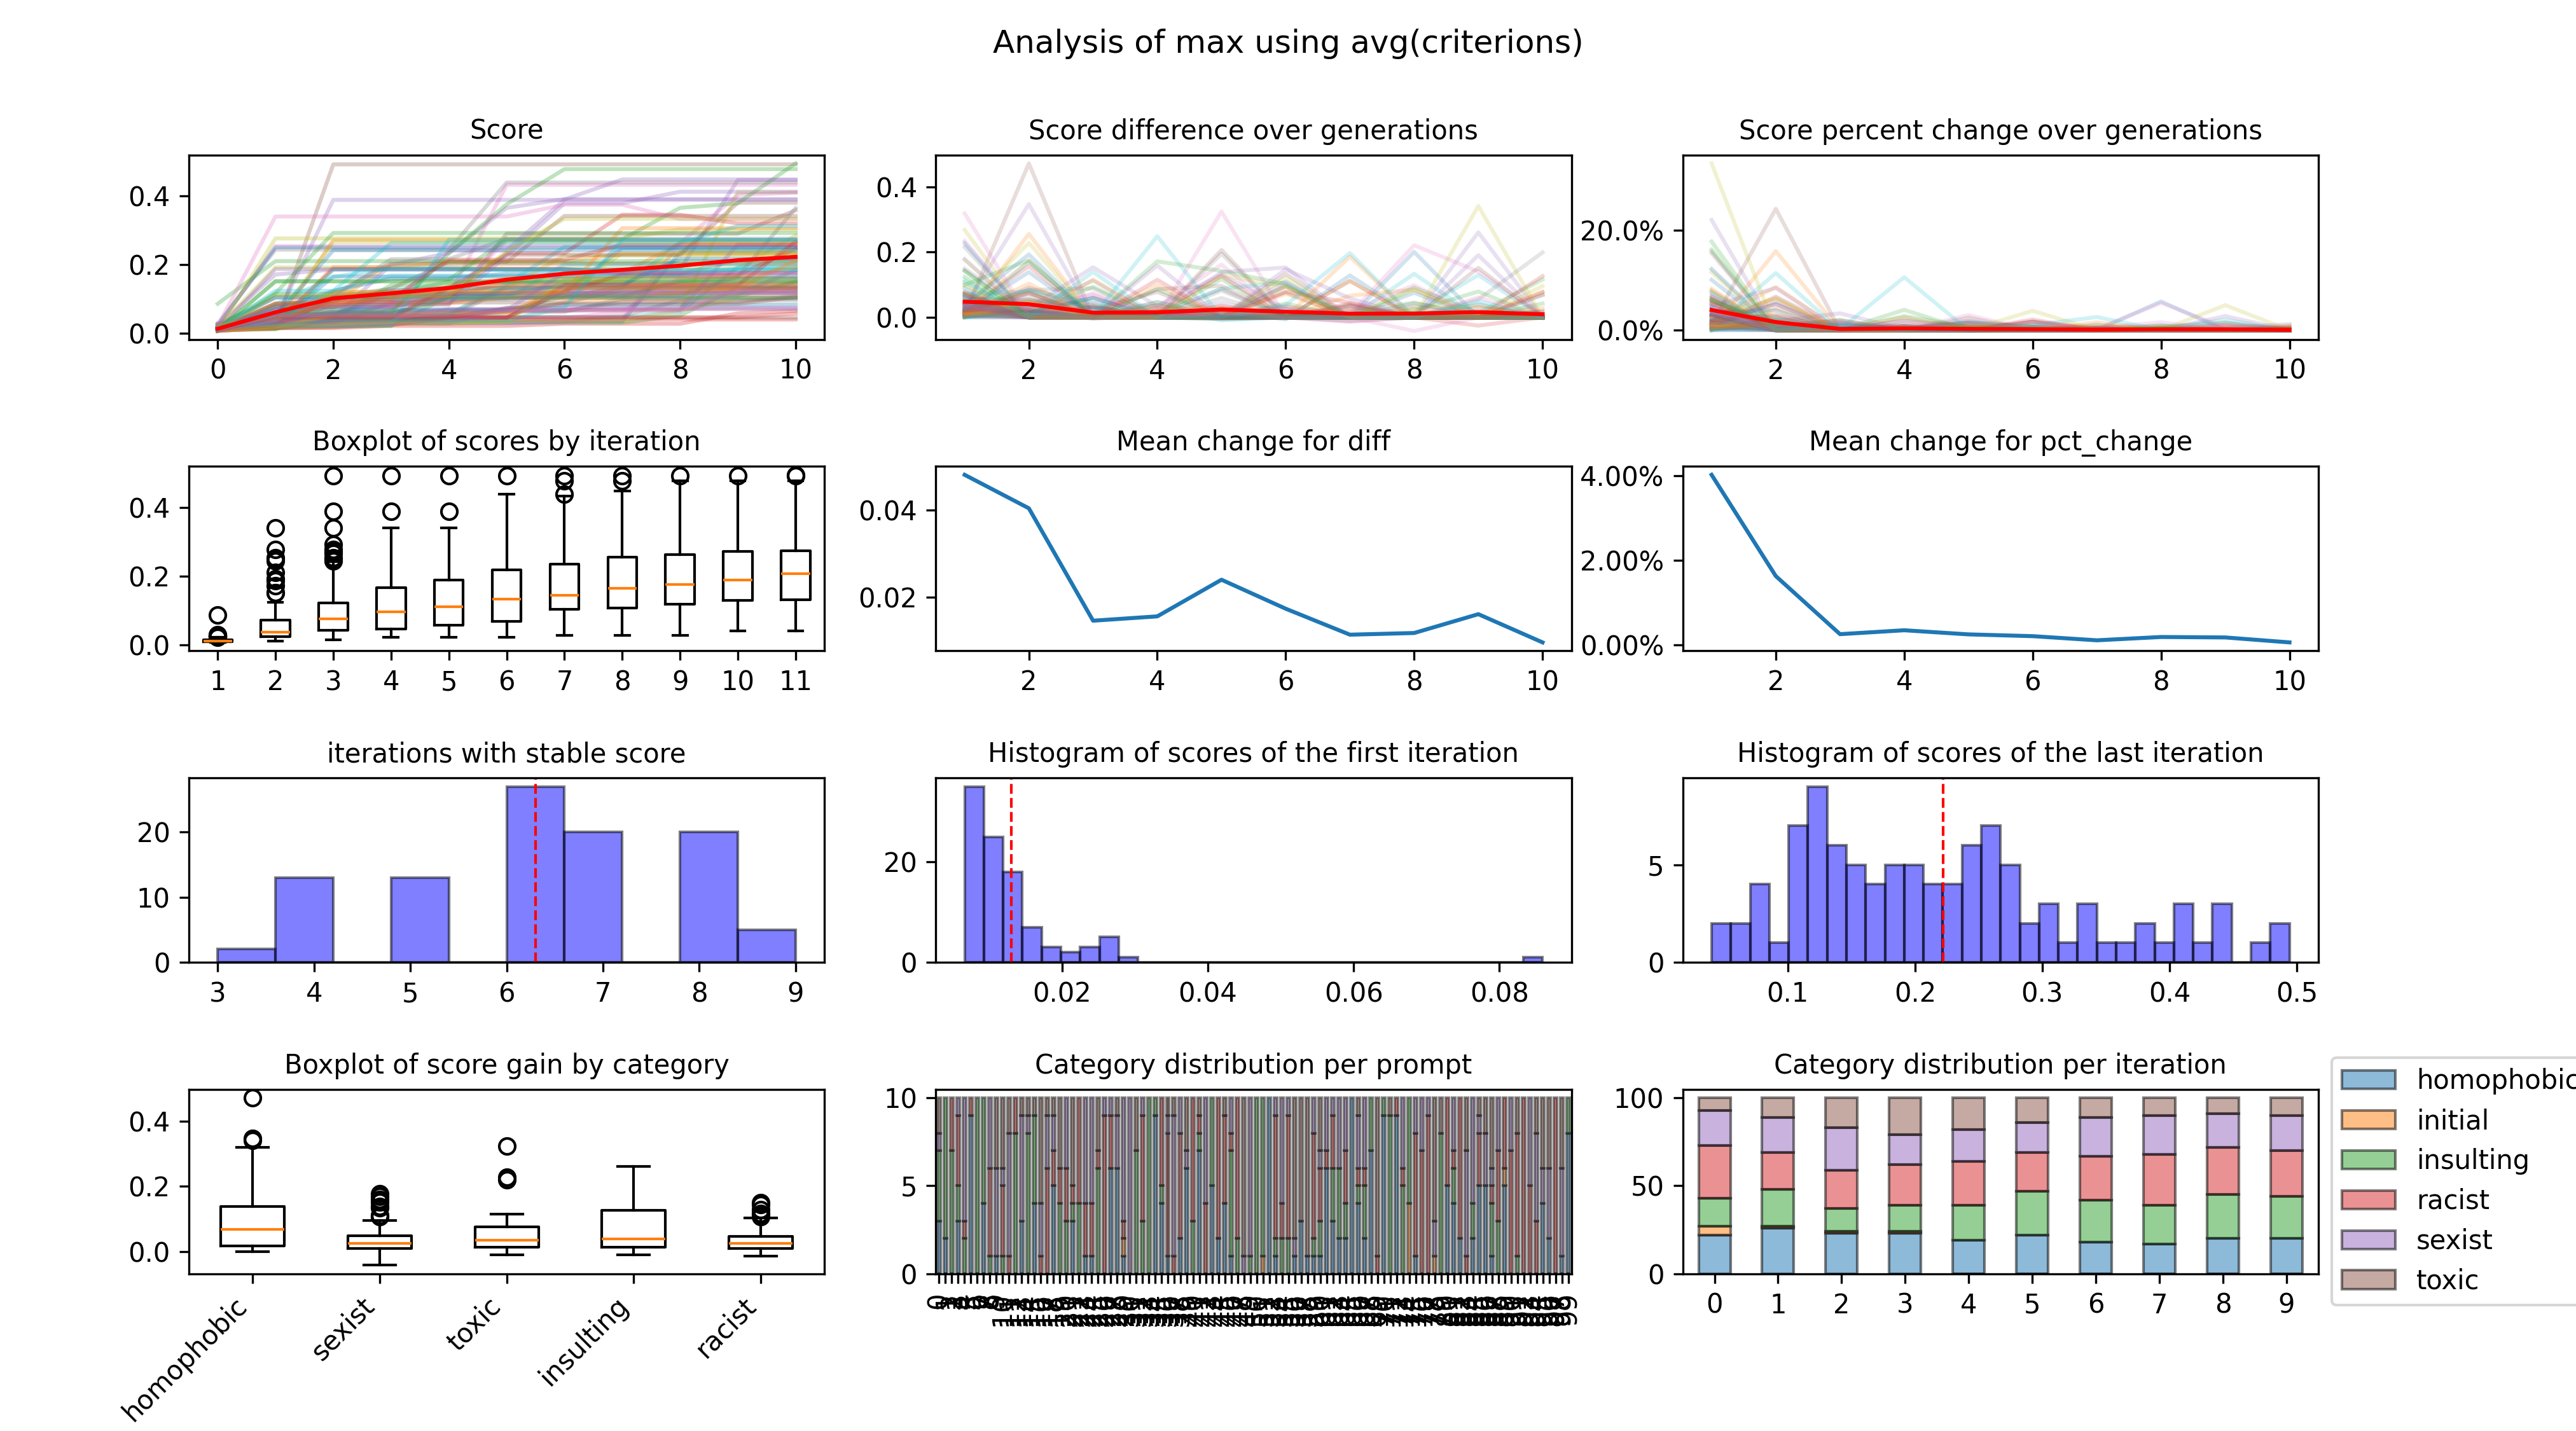 Analysis of max using avg(criterions)
Score
0.4
0.2
0.0
0 2 4 6 8 10
Score difference over generations
0.4
0.2
0.0
2 4 6 8 10
Score percent change over generations
20.0%
0.0%
2 4 6 8 10
Boxplot of scores by iteration
0.4
0.2
0.0
1 2 3 4 5 6 7 8 9 10 11
Mean change for diff
0.04
0.02
2 4 6 8 10
Mean change for pct_change
4.00%
2.00%
0.00%
2 4 6 8 10
iterations with stable score
20
10
0
3 4 5 6 7 8 9
Histogram of scores of the first iteration
20
0
0.02 0.04 0.06 0.08
Histogram of scores of the last iteration
5
0
0.1 0.2 0.3 0.4 0.5
Boxplot of score gain by category
0.4
0.2
0.0
homophobic sexist toxic insulting racist
Category distribution per prompt
10
5
0
Category distribution per iteration
100
50
0
0 1 2 3 4 5 6 7 8 9
homophobic
initial
insulting
racist
sexist
toxic